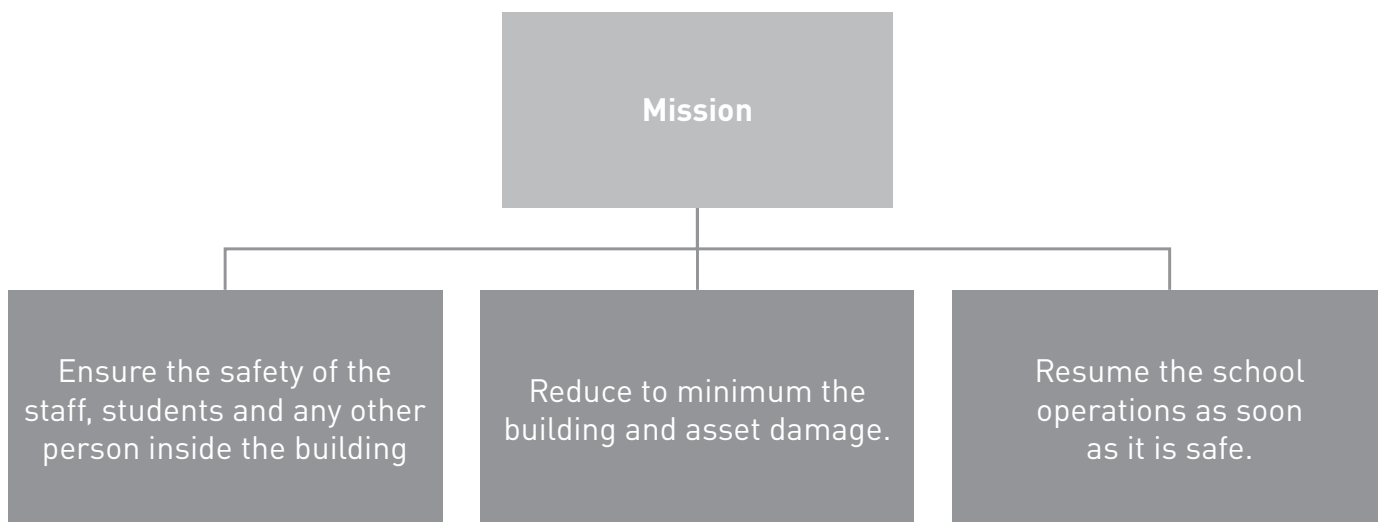 Mission
Ensure the safety of the
staff, students and any other
person inside the building
Reduce to minimum the
building and asset damage.
Resume the school
operations as soon
as it is safe.